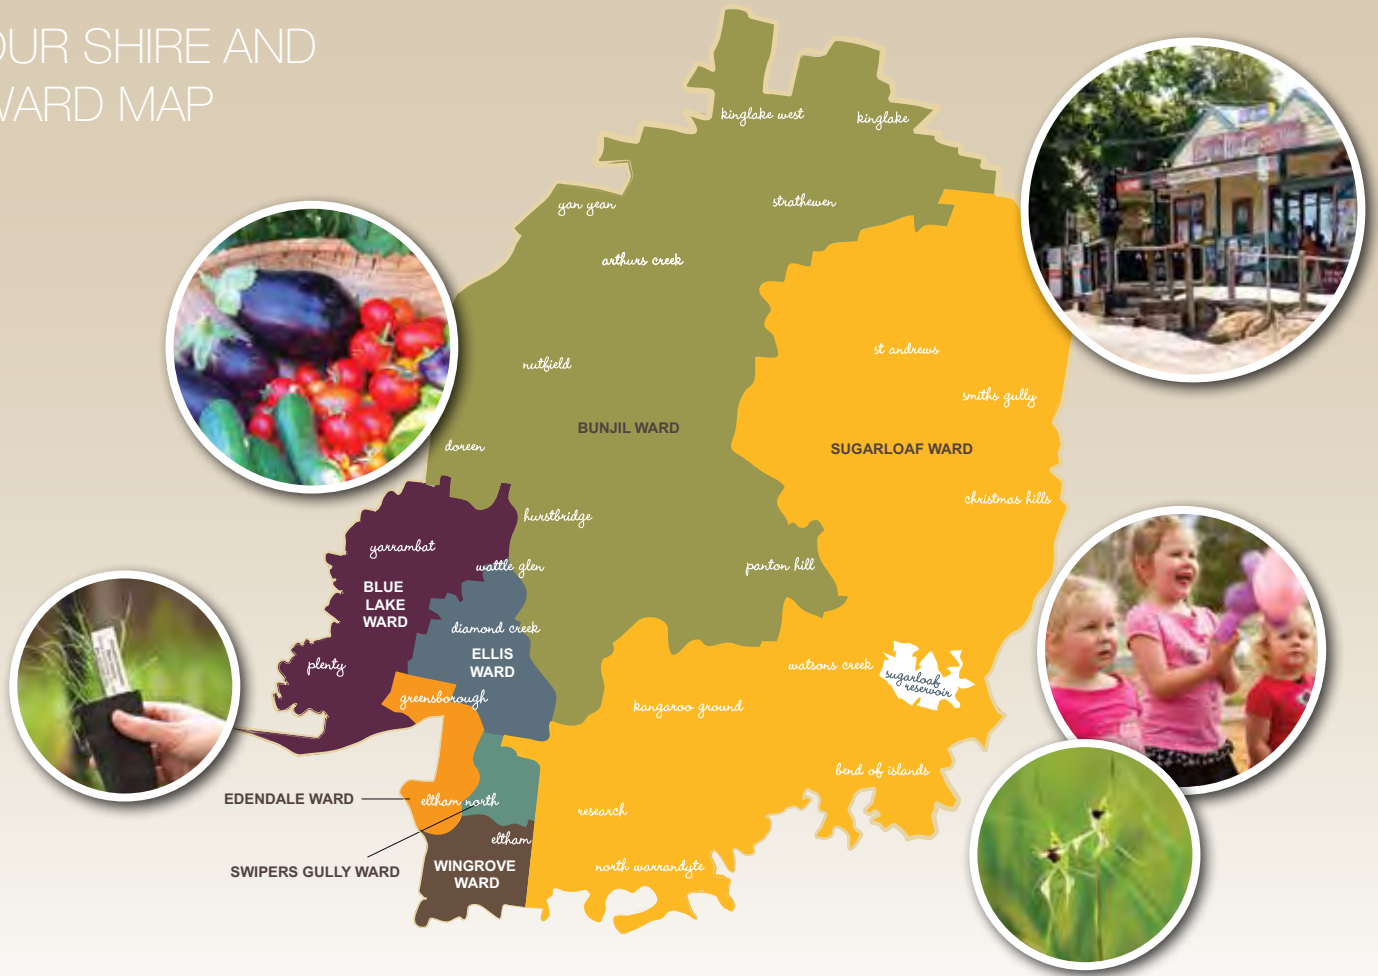 OUR SHIRE AND
WARD MAP
kinglake west
kinglake
yan yean
strathewen
arthurs creek
st andrews
nutfield
smiths gully
BUNJIL WARD
doreen
SUGARLOAF WARD
christmas hills
hurstbridge
yarrambat
wattle glen
panton hill
BLUE
LAKE
WARD
diamond creek
ELLIS
WARD
plenty
watsons creek
sugarloaf
reservoir
greensborough
kangaroo ground
bend of islands
EDENDALE WARD
eltham north
research
eltham
SWIPERS GULLY WARD
WINGROVE
WARD
north warrandyte